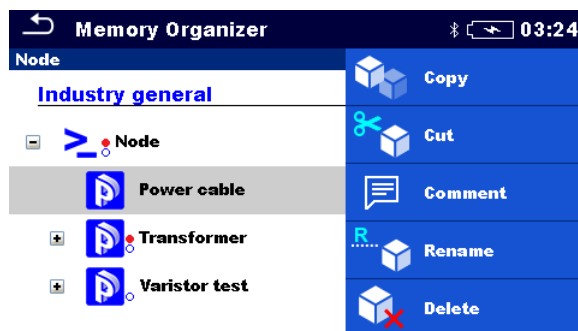 Memory Organizer 03:24
Node
Industry general
Node
Power cable
Transformer
Varistor test
Copy
Cut
Comment
R
Rename
Delete